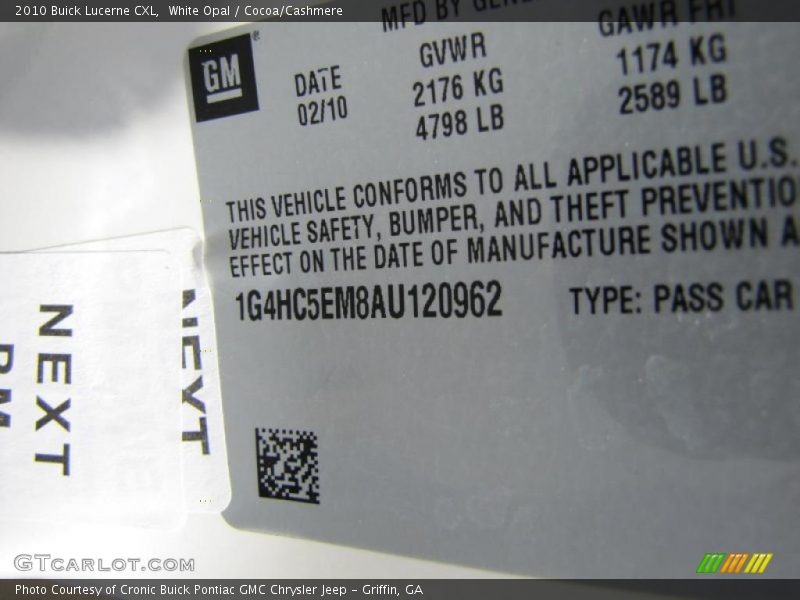 2010 Buick Lucerne CXL, White Opal / Cocoa/Cashmere
MFD BY
GM
®
DATE
02/10
GVWR
2176 KG
4798 LB
GAWR FRT
1174 KG
2589 LB
THIS VEHICLE CONFORMS TO ALL APPLICABLE U.S.
VEHICLE SAFETY, BUMPER, AND THEFT PREVENTIO
EFFECT ON THE DATE OF MANUFACTURE SHOWN A
1G4HC5EM8AU120962 TYPE: PASS CAR
NEXT
NEXT
GTCARLOT.COM
Photo Courtesy of Cronic Buick Pontiac GMC Chrysler Jeep – Griffin, GA